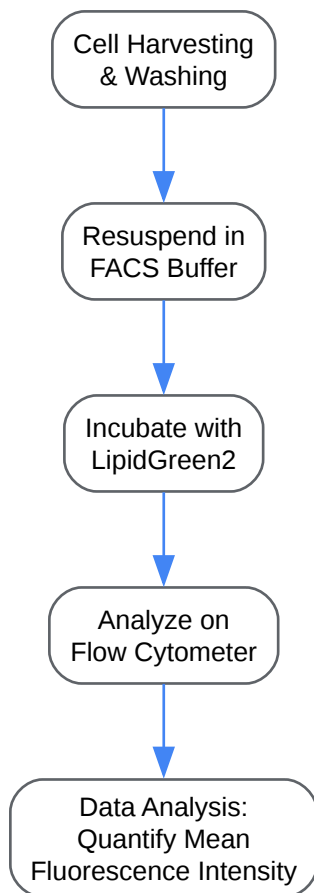 Cell Harvesting
& Washing
Resuspend in
FACS Buffer
Incubate with
LipidGreen2
Analyze on
Flow Cytometer
Data Analysis:
Quantify Mean
Fluorescence Intensity